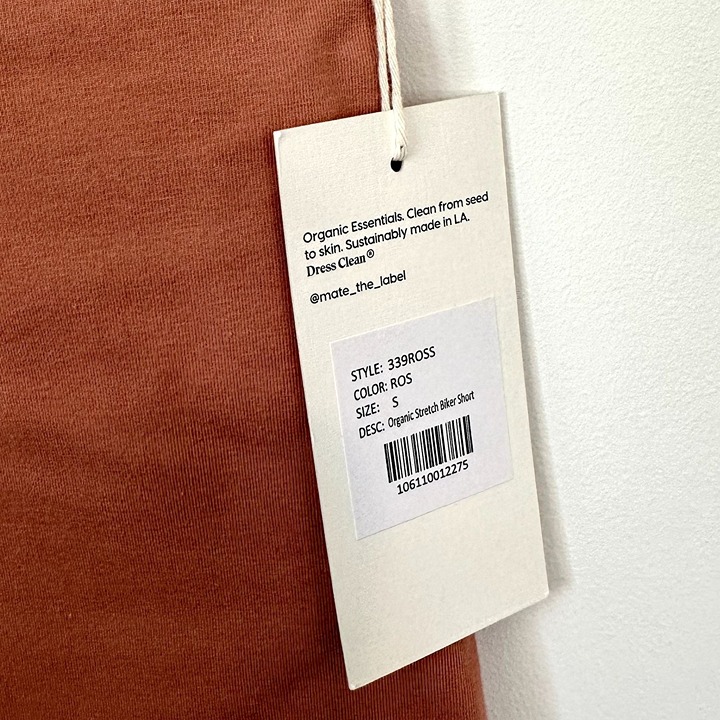 Organic Essentials. Clean from seed
to skin. Sustainably made in LA.
Dress Clean®
@mate_the_label
STYLE: 339ROSS
COLOR: ROS
SIZE: S
DESC: Organic Stretch Biker Short
106110012275